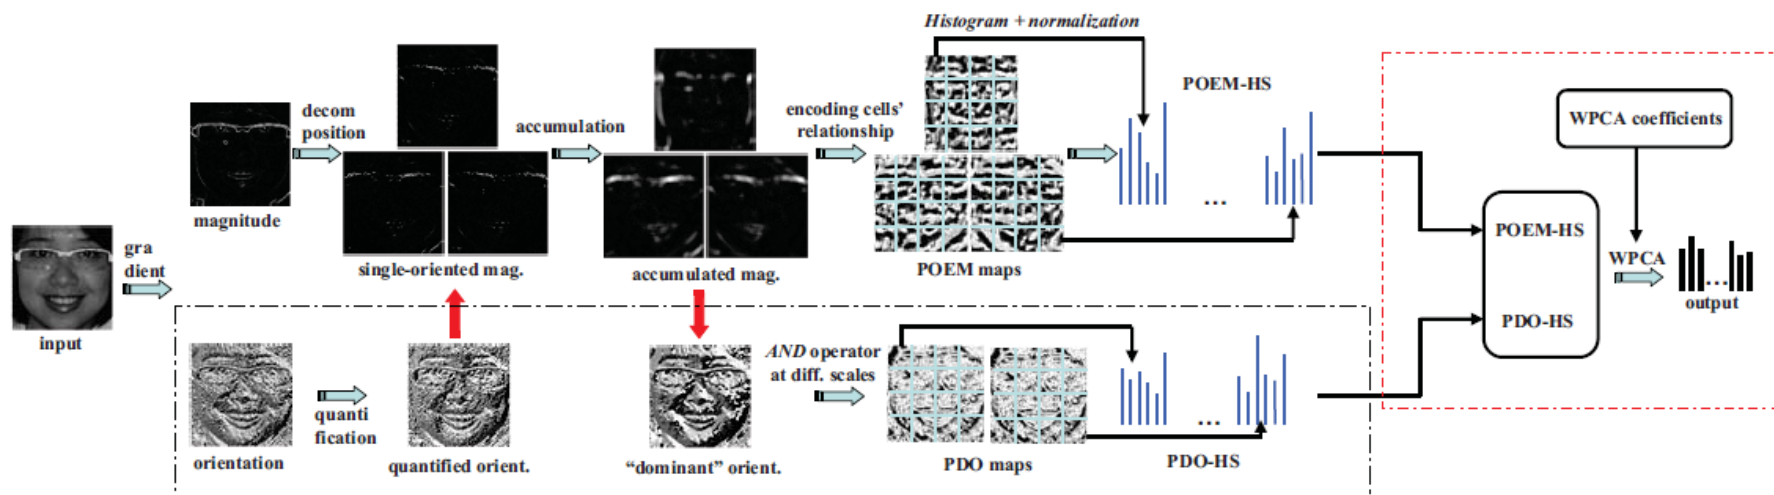 Histogram + normalization
decom
position
accumulation
encoding cells'
relationship
POEM-HS
WPCA coefficients
magnitude
...
gra
dient
single-oriented mag.
accumulated mag.
POEM maps
POEM-HS
WPCA
...
output
PDO-HS
input
AND operator
at diff. scales
quanti
fication
...
orientation
quantified orient.
“dominant” orient.
PDO maps
PDO-HS